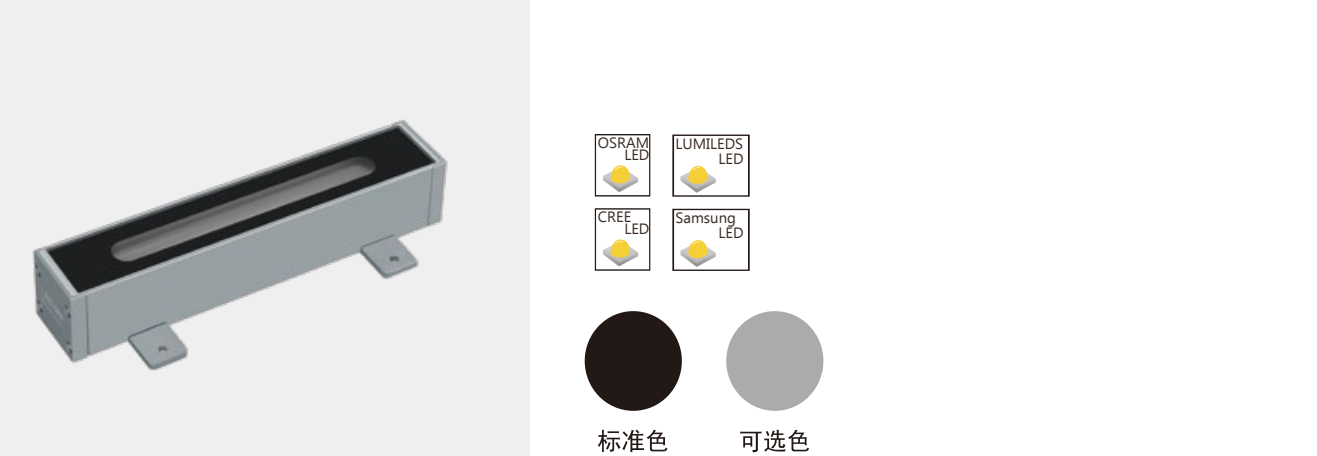 OSRAM
LED
LUMILEDS
LED
CREE
LED
Samsung
LED
标准色
可选色